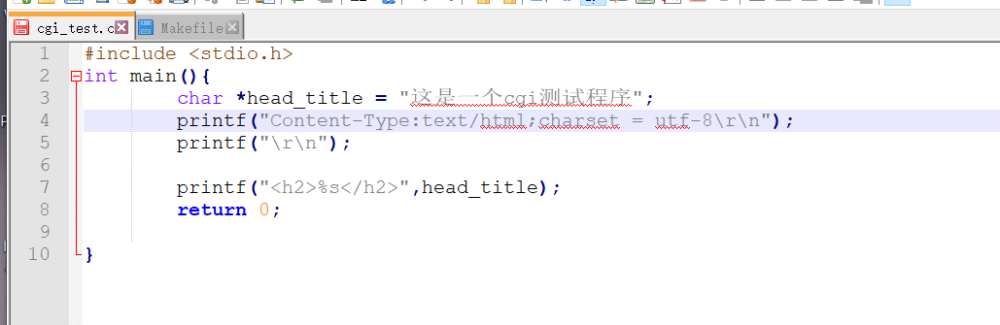 cgi_test.c Makefile
1 #include <stdio.h>
2 int main(){
3 char *head_title = "这是一个cgi测试程序";
4 printf("Content-Type:text/html;charset = utf-8\r\n");
5 printf("\r\n");
6
7 printf("<h2>%s</h2>",head_title);
8 return 0;
9
10 }